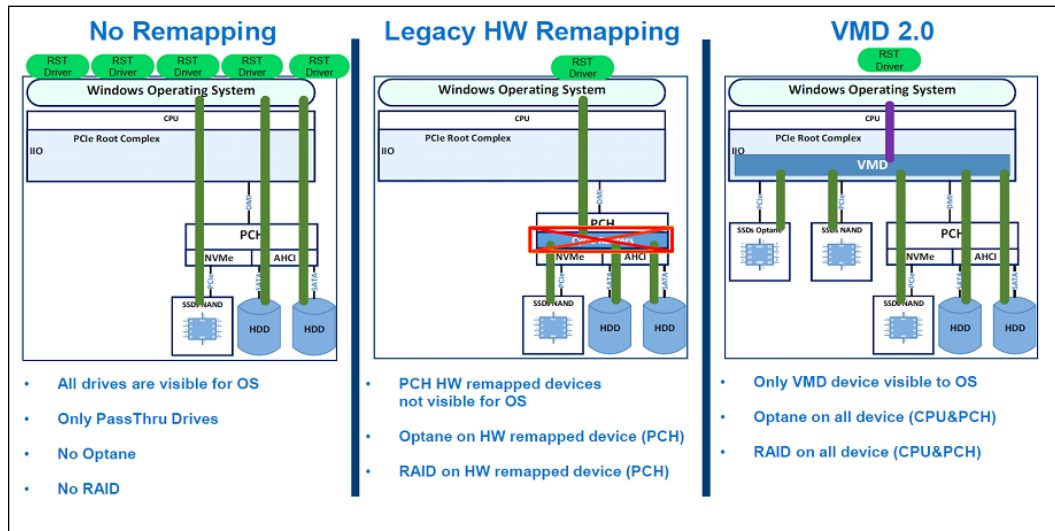 No Remapping
RST Driver
RST Driver
RST Driver
RST Driver
RST Driver
Windows Operating System
CPU
PCIe Root Complex
IIO
DMI
PCH
NVMe
AHCI
PCIe
SATA
SATA
SSDs NAND
HDD
HDD
• All drives are visible for OS
• Only PassThru Drives
• No Optane
• No RAID
Legacy HW Remapping
RST Driver
Windows Operating System
CPU
PCIe Root Complex
IIO
DMI
PCH
NVMe
AHCI
PCIe
SATA
SATA
SSDs NAND
HDD
HDD
• PCH HW remapped devices
not visible for OS
• Optane on HW remapped device (PCH)
• RAID on HW remapped device (PCH)
VMD 2.0
RST Driver
Windows Operating System
CPU
PCIe Root Complex
IIO
VMD
PCIe
PCIe
DMI
SSDs Optane
SSDs NAND
PCH
NVMe
AHCI
PCIe
SATA
SATA
SSDs NAND
HDD
HDD
• Only VMD device visible to OS
• Optane on all device (CPU&PCH)
• RAID on all device (CPU&PCH)